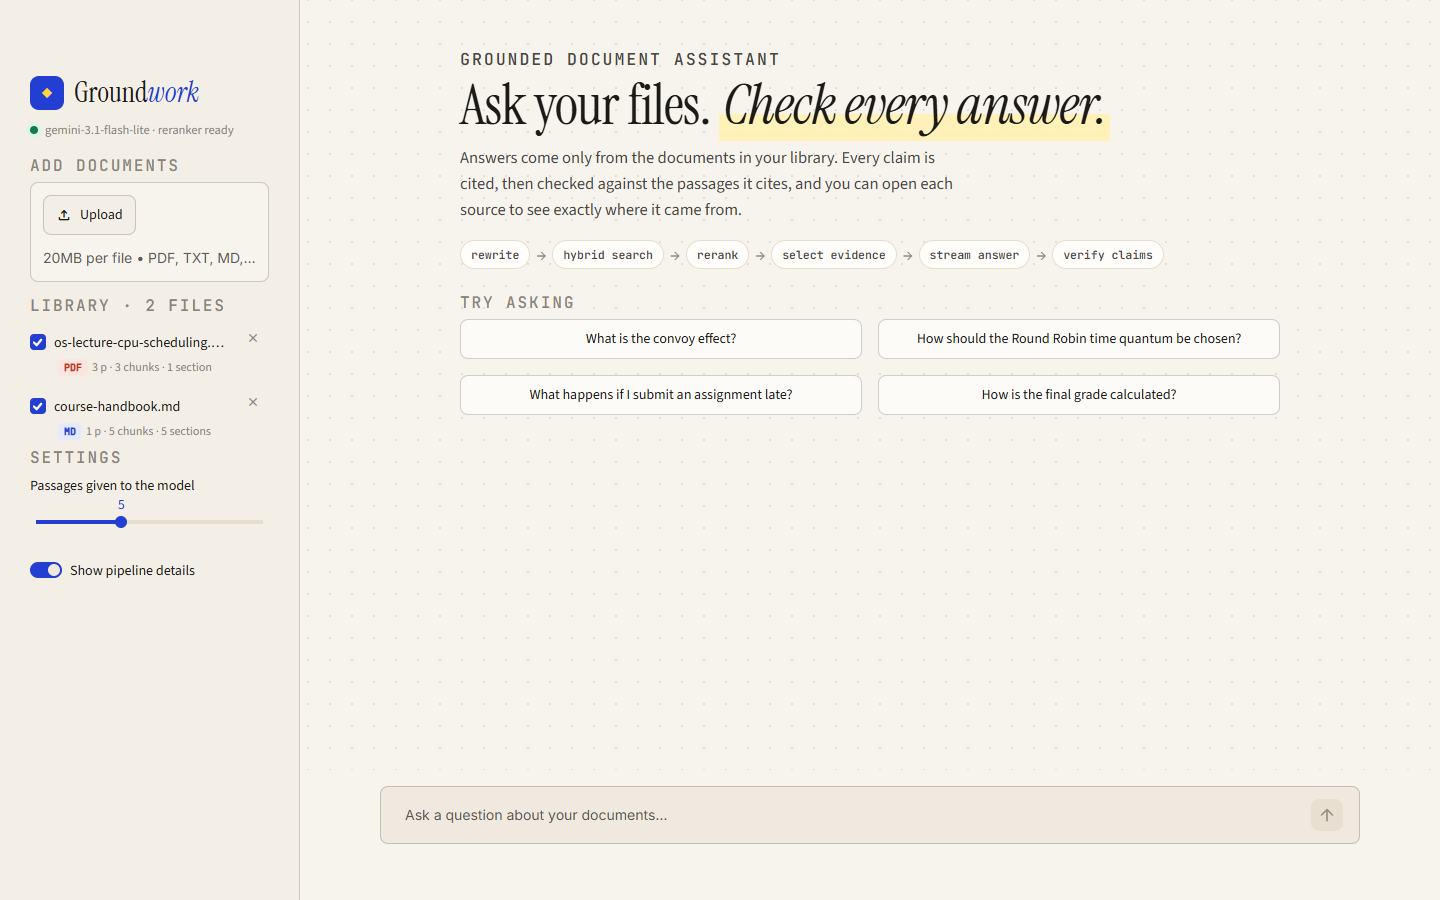 Groundwork
gemini-3.1-flash-lite · reranker ready
ADD DOCUMENTS
Upload
20MB per file • PDF, TXT, MD,...
LIBRARY · 2 FILES
os-lecture-cpu-scheduling....
PDF 3 p · 3 chunks · 1 section
course-handbook.md
MD 1 p · 5 chunks · 5 sections
SETTINGS
Passages given to the model
5
Show pipeline details
GROUNDED DOCUMENT ASSISTANT
Ask your files. Check every answer.
Answers come only from the documents in your library. Every claim is
cited, then checked against the passages it cites, and you can open each
source to see exactly where it came from.
rewrite → hybrid search → rerank → select evidence → stream answer → verify claims
TRY ASKING
What is the convoy effect?
How should the Round Robin time quantum be chosen?
What happens if I submit an assignment late?
How is the final grade calculated?
Ask a question about your documents...